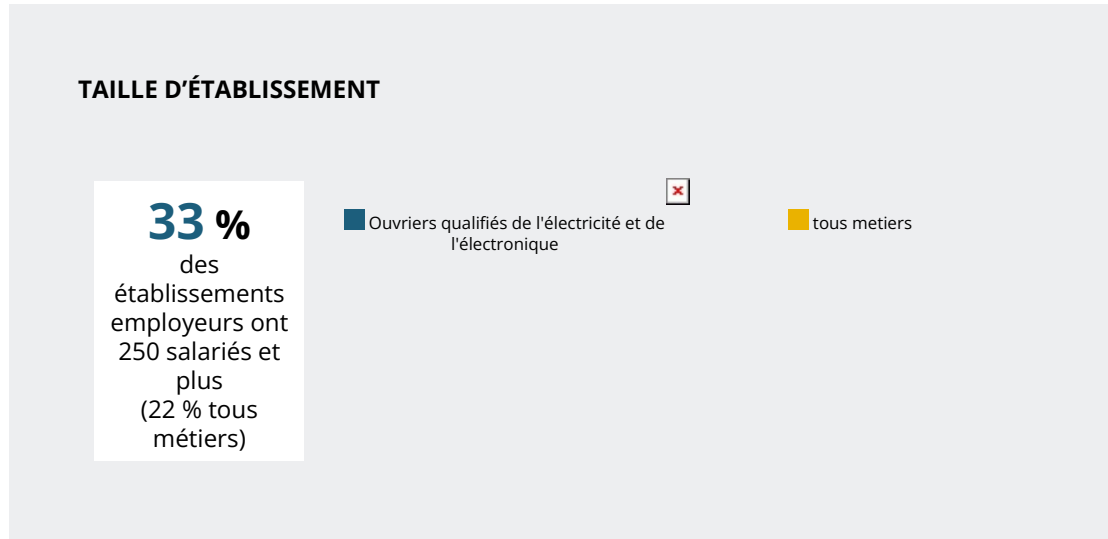 TAILLE D'ÉTABLISSEMENT
33 %
des
établissements
employeurs ont
250 salariés et
plus
(22 % tous
métiers)
Ouvriers qualifiés de l'électricité et de
l'électronique
tous metiers